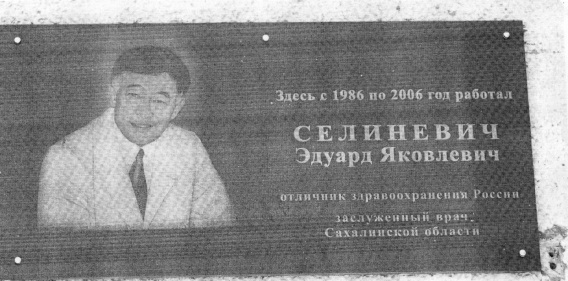 Здесь с 1986 по 2006 год работал
СЕЛИНЕВИЧ
Эдуард Яковлевич
отличник здравоохранения России
заслуженный врач
Сахалинской области